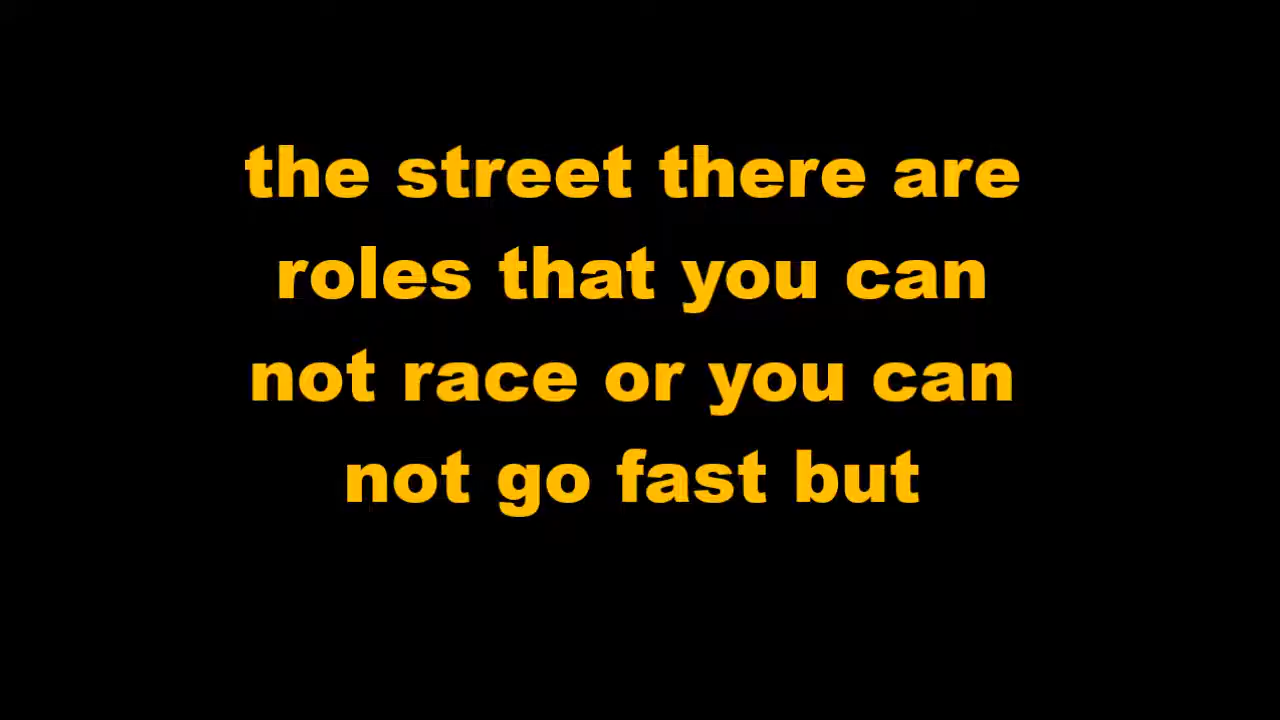 the street there are
roles that you can
not race or you can
not go fast but